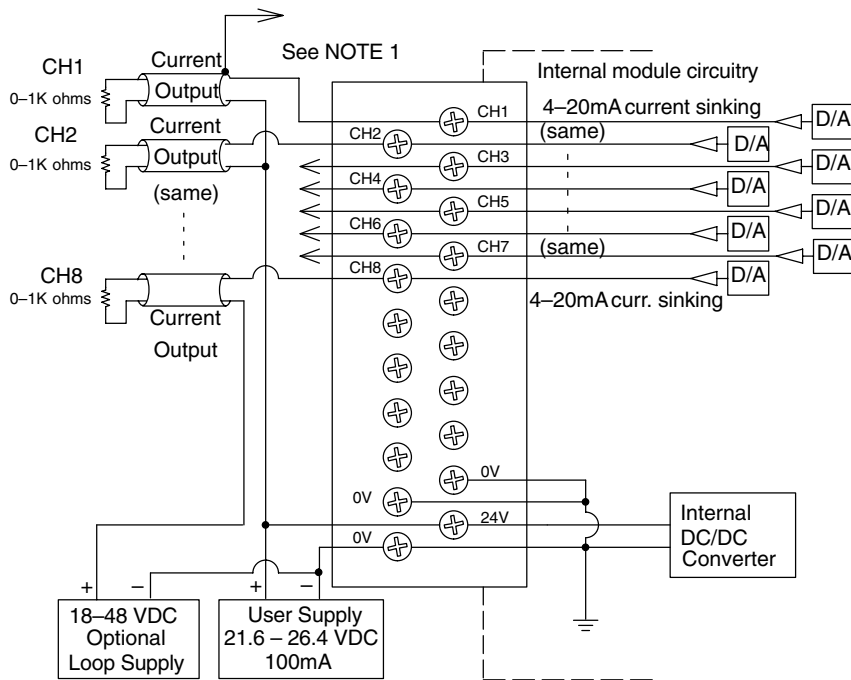 See NOTE 1
CH1
0–1K ohms
Current
Output
CH2
0–1K ohms
Current
Output
(same)
CH8
0–1K ohms
Current
Output
Internal module circuitry
CH1
4–20mA current sinking
D/A
CH2
(same)
D/A
CH3
D/A
CH4
D/A
CH5
D/A
CH6
D/A
CH7
(same)
D/A
CH8
D/A
4–20mA curr. sinking
0V
0V
24V
0V
Internal
DC/DC
Converter
+ –
18–48 VDC
Optional
Loop Supply
+ –
User Supply
21.6 – 26.4 VDC
100mA